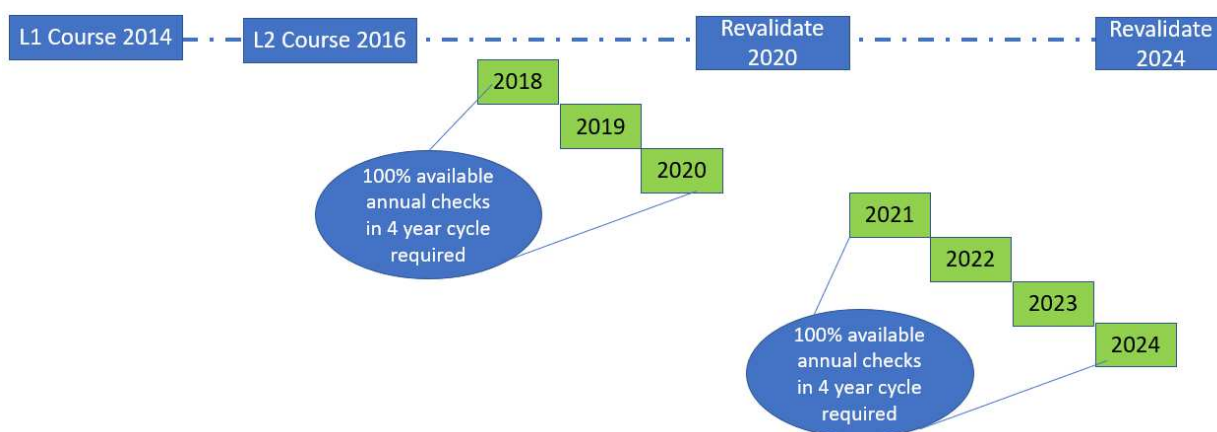 L1 Course 2014
L2 Course 2016
Revalidate
2020
Revalidate
2024
2018
2019
2020
100% available
annual checks
in 4 year cycle
required
2021
2022
2023
2024
100% available
annual checks
in 4 year cycle
required